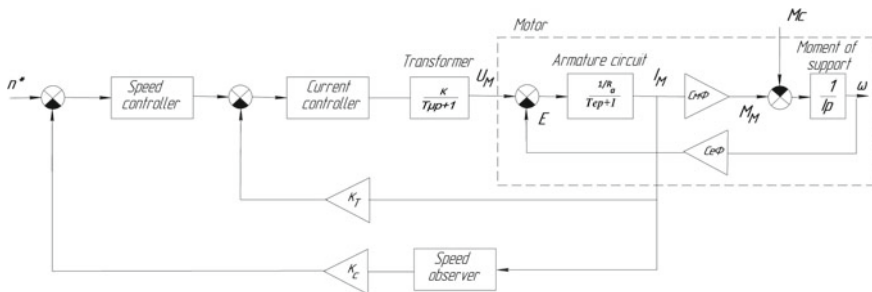 Motor
Mc
n*
Speed
controller
Current
controller
Transformer
K
Tμp+1
U_M
E
Armature circuit
1/R_a
Tep+1
I_M
CмФ
M_M
Moment of
support
1
Ip
ω
CeФ
K_T
K_c
Speed
observer